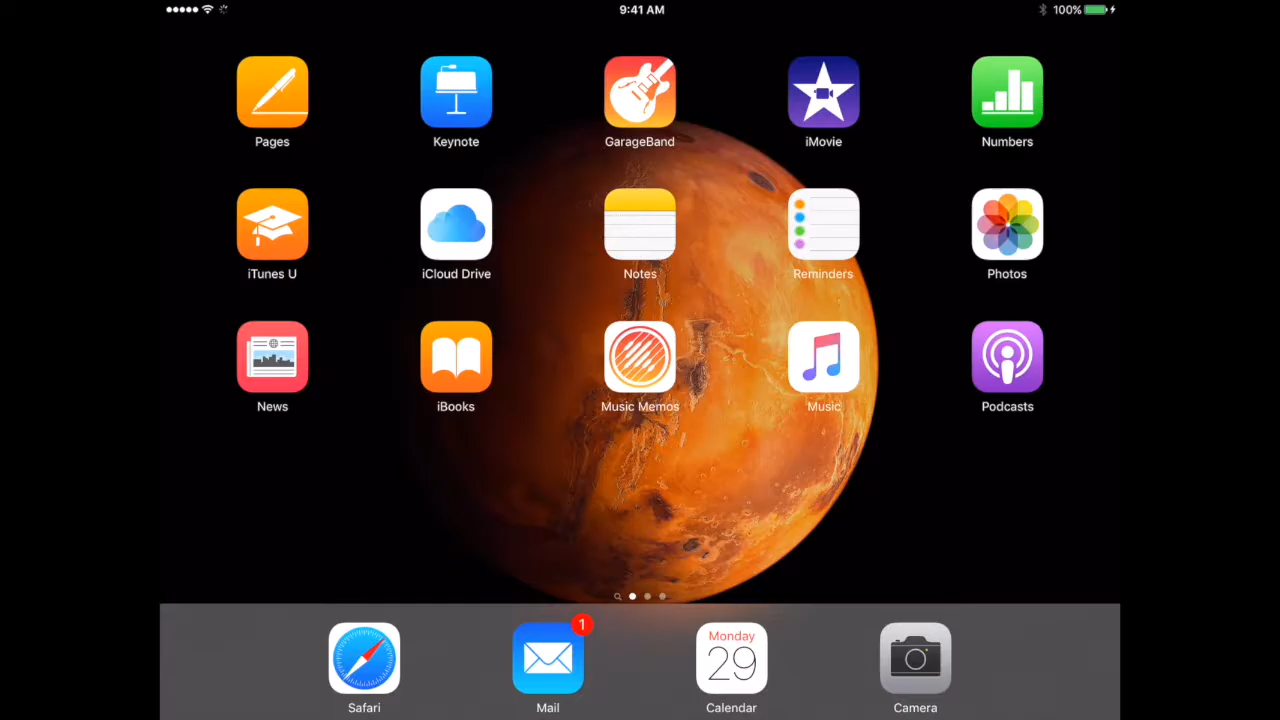 9:41 AM
100%
Pages
Keynote
GarageBand
iMovie
Numbers
iTunes U
iCloud Drive
Notes
Reminders
Photos
News
iBooks
Music Memos
Music
Podcasts
1
Monday
29
Safari
Mail
Calendar
Camera